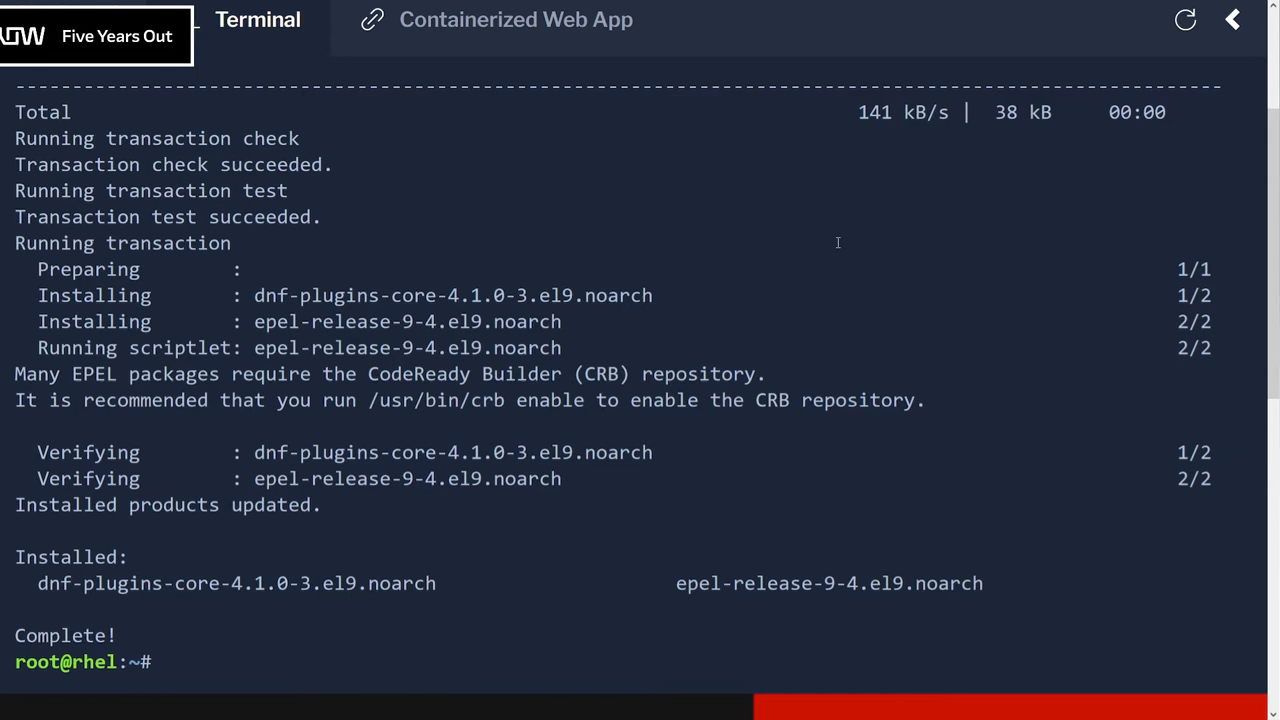 Terminal
Containerized Web App
Five Years Out
--------------------------------------------------------------------------------------------------------
Total 141 kB/s | 38 kB 00:00
Running transaction check
Transaction check succeeded.
Running transaction test
Transaction test succeeded.
Running transaction
Preparing : 1/1
Installing : dnf-plugins-core-4.1.0-3.el9.noarch 1/2
Installing : epel-release-9-4.el9.noarch 2/2
Running scriptlet: epel-release-9-4.el9.noarch 2/2
Many EPEL packages require the CodeReady Builder (CRB) repository.
It is recommended that you run /usr/bin/crb enable to enable the CRB repository.
Verifying : dnf-plugins-core-4.1.0-3.el9.noarch 1/2
Verifying : epel-release-9-4.el9.noarch 2/2
Installed products updated.
Installed:
dnf-plugins-core-4.1.0-3.el9.noarch epel-release-9-4.el9.noarch
Complete!
root@rhel:~#